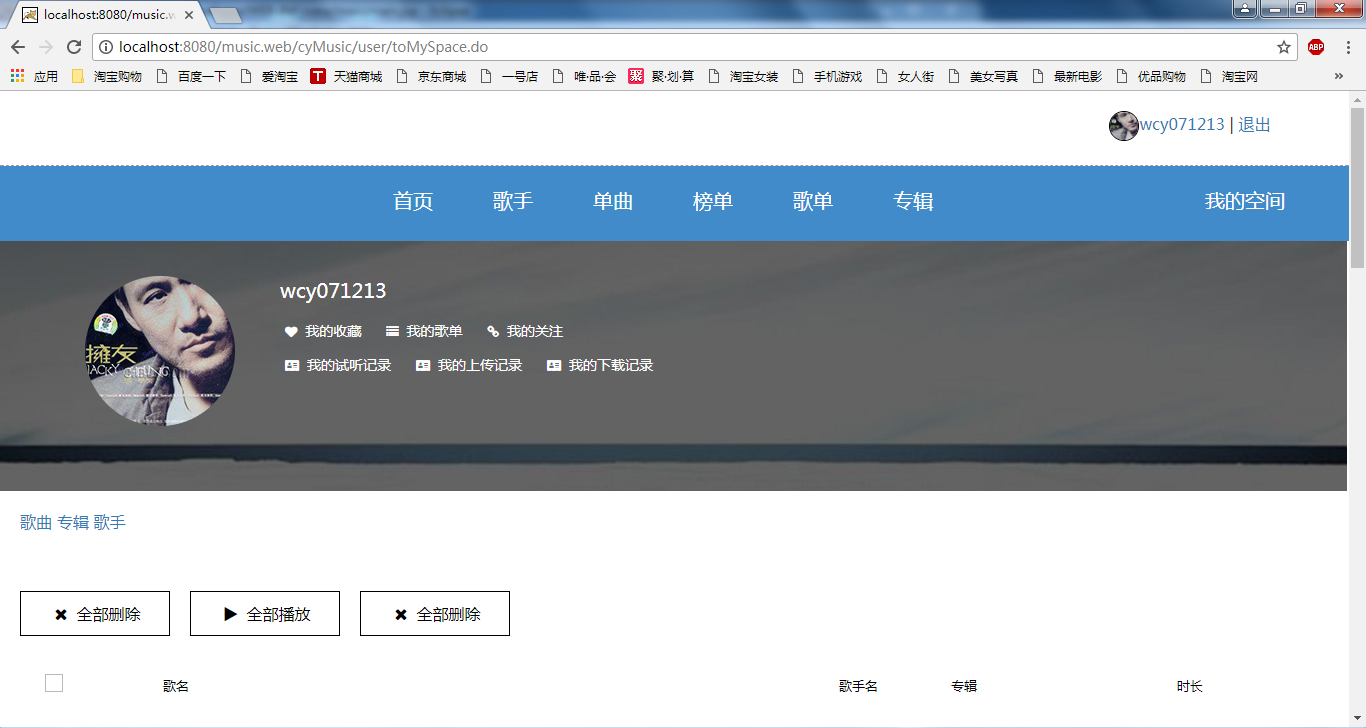 localhost:8080/music.w
localhost:8080/music.web/cyMusic/user/toMySpace.do
ABP
应用 淘宝购物 百度一下 爱淘宝 T 天猫商城 京东商城 一号店 唯·品·会 聚 聚·划·算 淘宝女装 手机游戏 女人街 美女写真 最新电影 优品购物 淘宝网 »
wcy071213 | 退出
首页 歌手 单曲 榜单 歌单 专辑 我的空间
wcy071213
我的收藏 我的歌单 我的关注
擁友
JACKY CHEUNG
我的试听记录 我的上传记录 我的下载记录
歌曲 专辑 歌手
全部删除 全部播放 全部删除
歌名 歌手名 专辑 时长